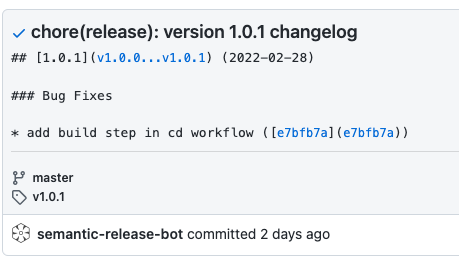 chore(release): version 1.0.1 changelog
## [1.0.1](v1.0.0...v1.0.1) (2022-02-28)
### Bug Fixes
* add build step in cd workflow ([e7bfb7a](e7bfb7a))
master
v1.0.1
semantic-release-bot committed 2 days ago